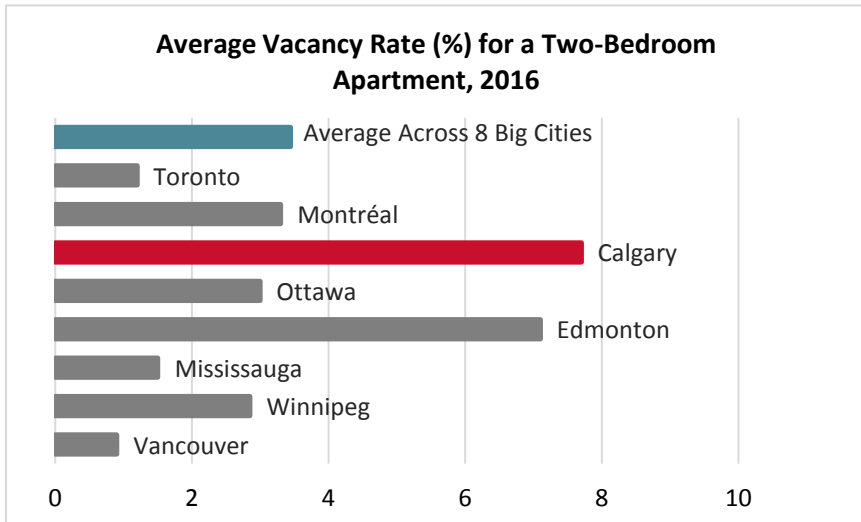 Average Vacancy Rate (%) for a Two-Bedroom
Apartment, 2016
Average Across 8 Big Cities
Toronto
Montréal
Calgary
Ottawa
Edmonton
Mississauga
Winnipeg
Vancouver
0 2 4 6 8 10